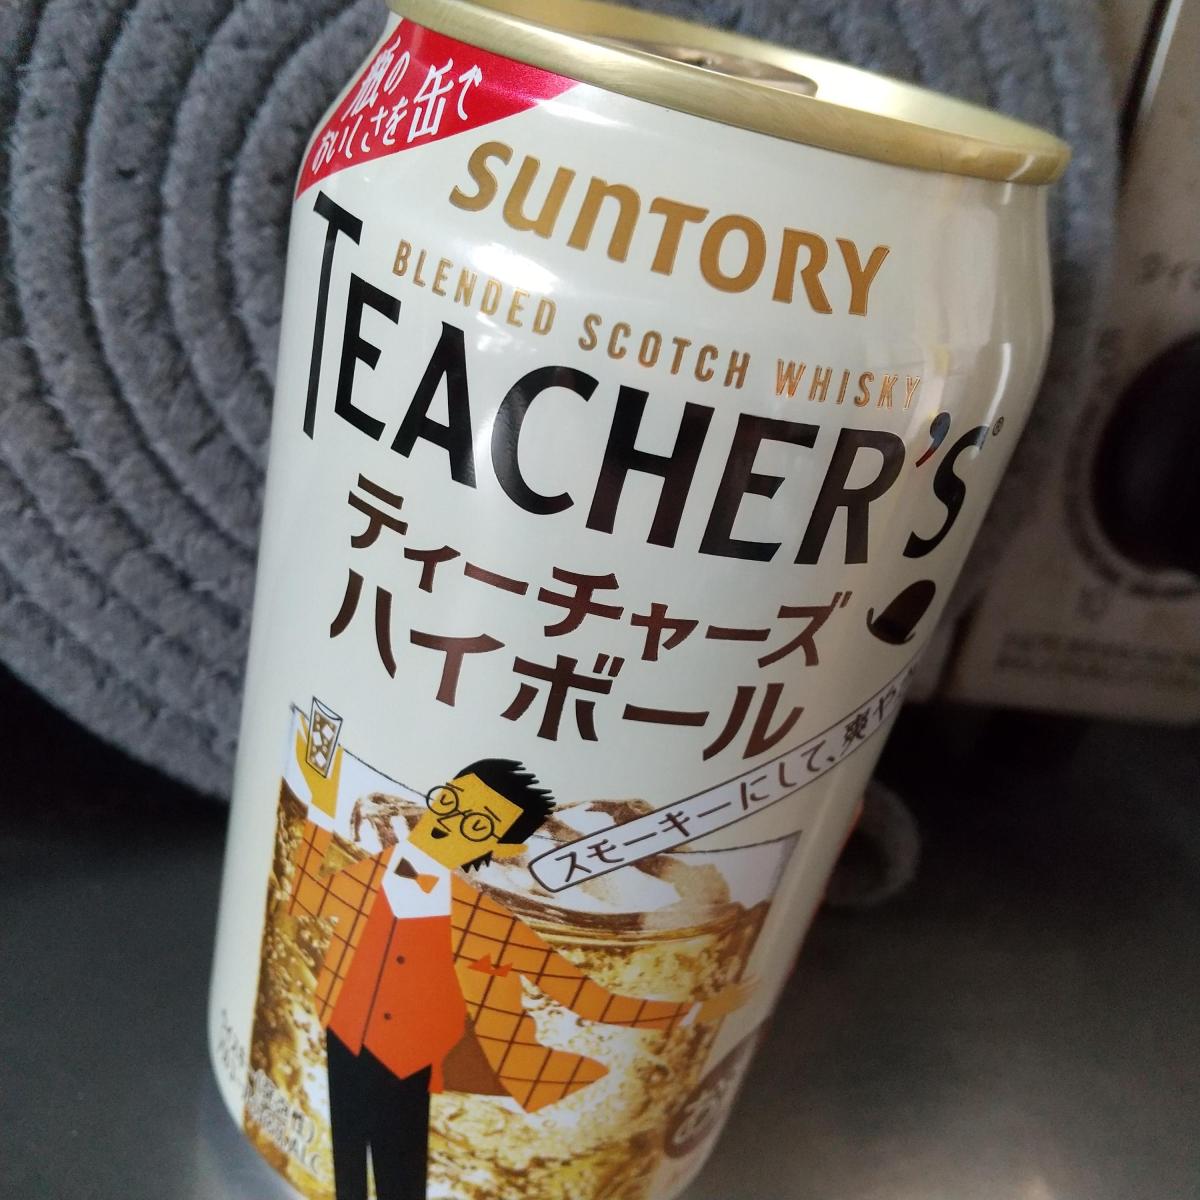 瓶の
おいしさを缶で
SUNTORY
BLENDED SCOTCH WHISKY
TEACHER'S®
ティーチャーズ
ハイボール
スモーキーにして、爽や